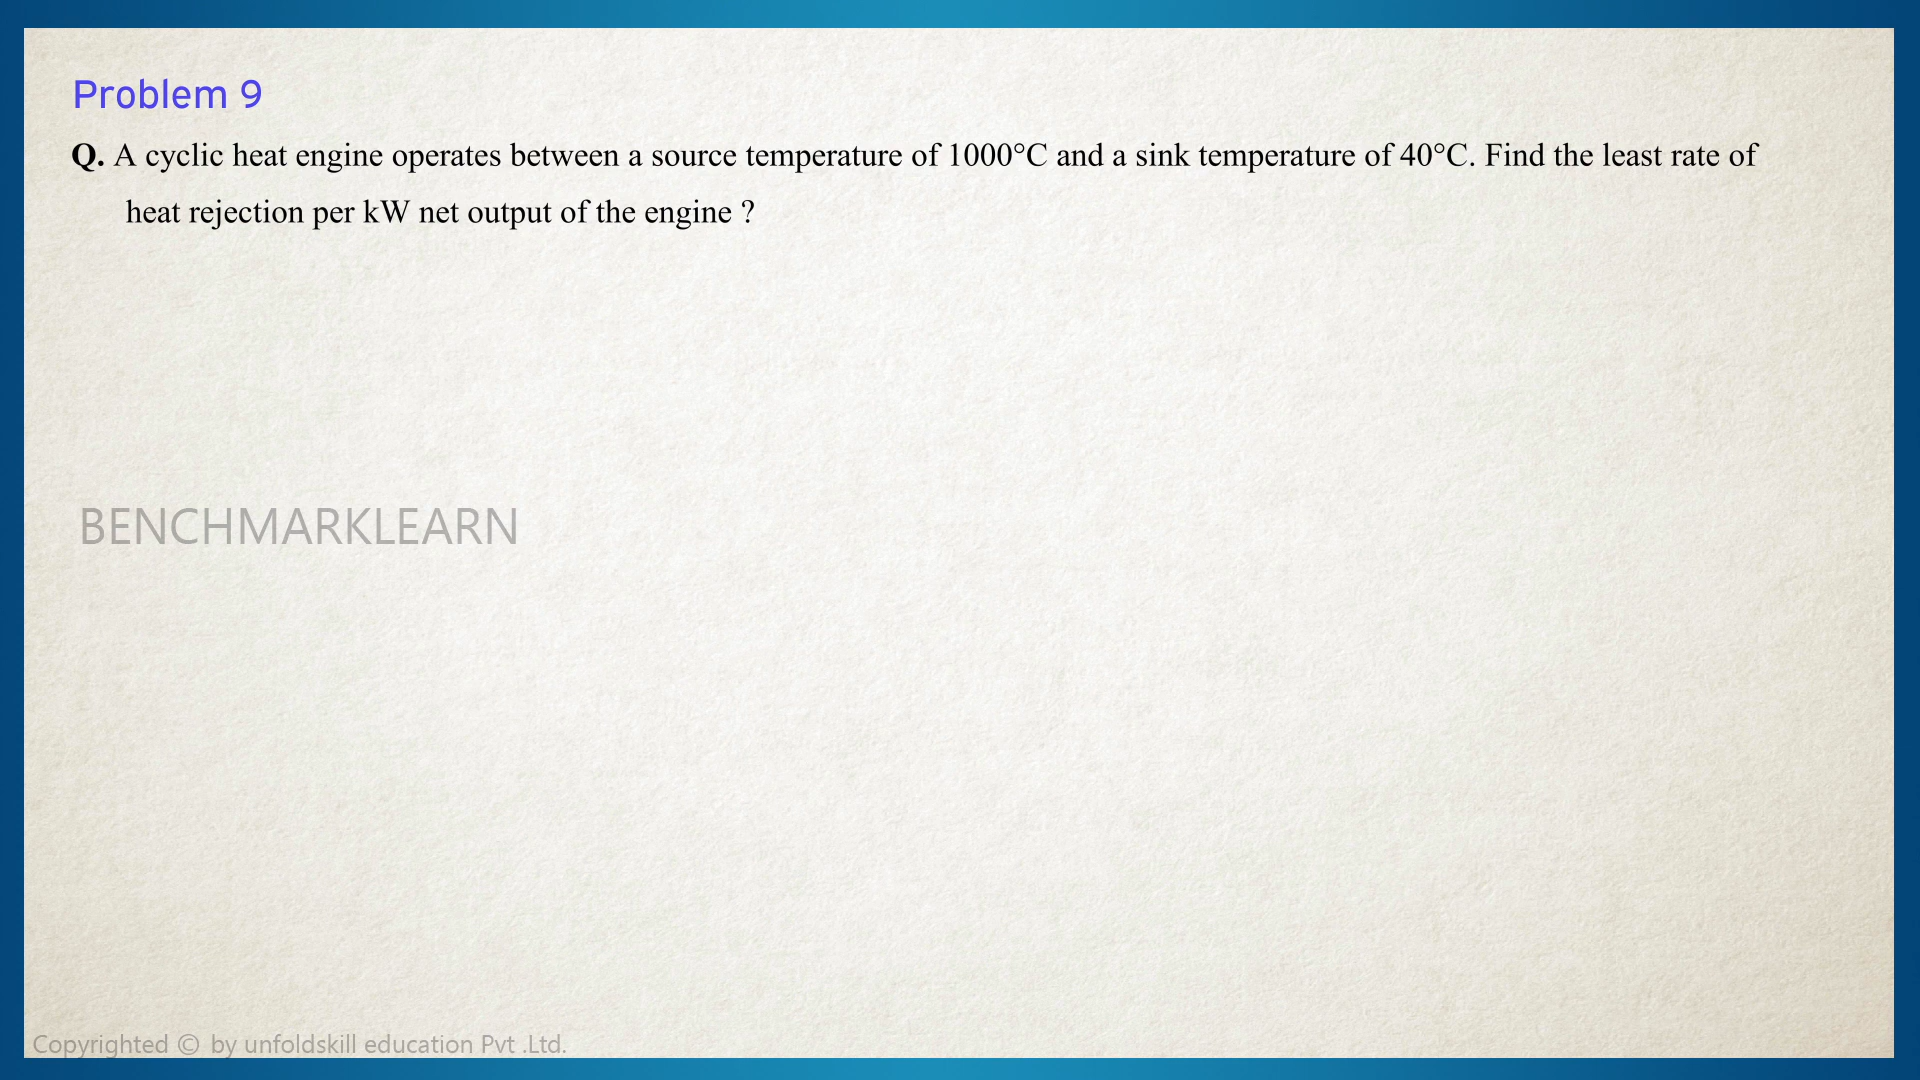 Problem 9
Q. A cyclic heat engine operates between a source temperature of 1000°C and a sink temperature of 40°C. Find the least rate of
heat rejection per kW net output of the engine ?
BENCHMARKLEARN
Copyrighted © by unfoldskill education Pvt .Ltd.